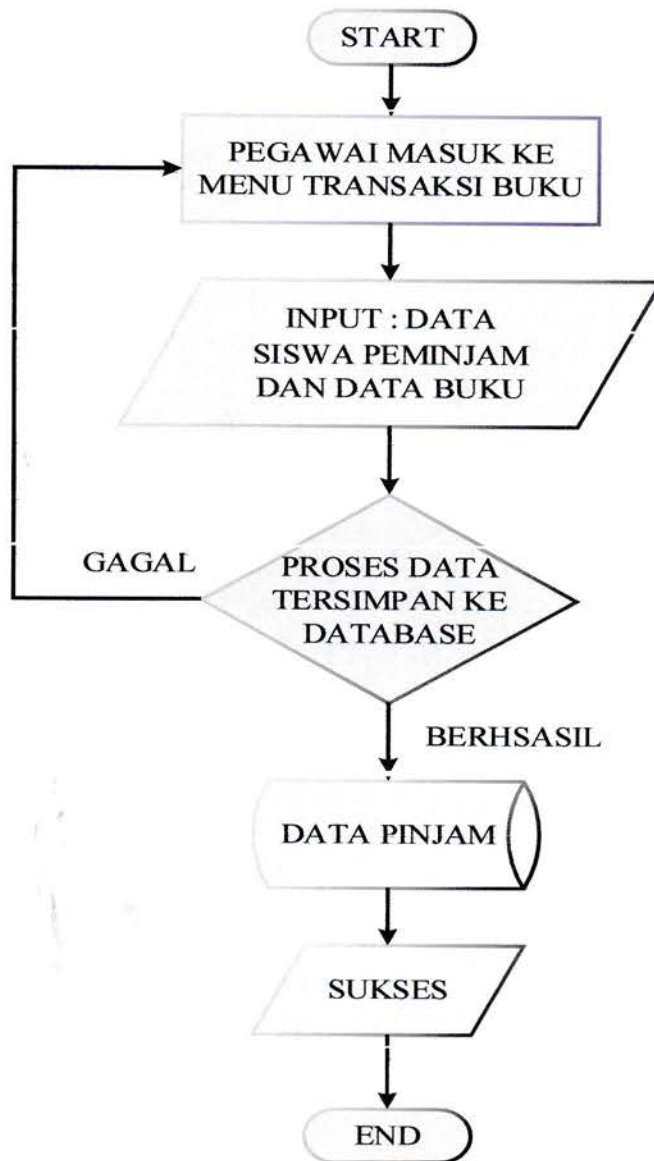 START
PEGAWAI MASUK KE
MENU TRANSAKSI BUKU
INPUT : DATA
SISWA PEMINJAM
DAN DATA BUKU
GAGAL
PROSES DATA
TERSIMPAN KE
DATABASE
BERHSASIL
DATA PINJAM
SUKSES
END